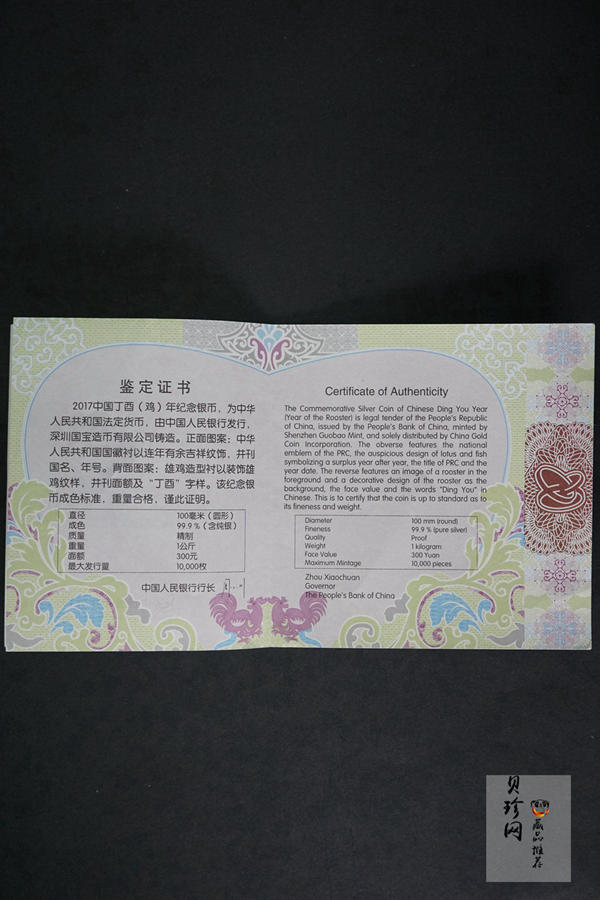 鉴定证书
2017中国丁酉（鸡）年纪念银币，为中华
人民共和国法定货币，由中国人民银行发行，
深圳国宝造币有限公司铸造。正面图案：中华
人民共和国国徽衬以连年有余吉祥纹饰，并刊
国名、年号。背面图案：雄鸡造型衬以装饰雄
鸡纹样，并刊面额及“丁酉”字样。该纪念银
币成色标准，重量合格，谨此证明。
直径 100毫米（圆形）
成色 99.9％（含纯银）
质量 精制
重量 1公斤
面额 300元
最大发行量 10,000枚
中国人民银行行长
Certificate of Authenticity
The Commemorative Silver Coin of Chinese Ding You Year
(Year of the Rooster) is legal tender of the People's Republic
of China, issued by the People's Bank of China, minted by
Shenzhen Guobao Mint, and solely distributed by China Gold
Coin Incorporation. The obverse features the national
emblem of the PRC, the auspicious design of lotus and fish
symbolizing a surplus year after year, the title of PRC and the
year date. The reverse features an image of a rooster in the
foreground and a decorative design of the rooster as the
background, the face value and the words "Ding You" in
Chinese. This is to certify that the coin is up to standard as to
its fineness and weight.
Diameter 100 mm (round)
Fineness 99.9 % (pure silver)
Quality Proof
Weight 1 kilogram
Face Value 300 Yuan
Maximum Mintage 10,000 pieces
Zhou Xiaochuan
Governor
The People's Bank of China
贝珍网
藏品推荐